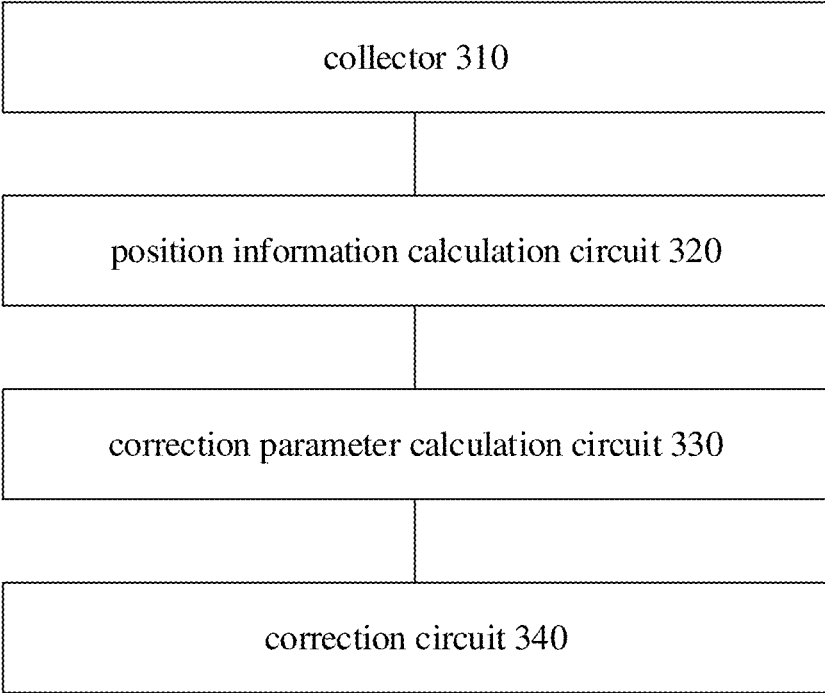 collector 310
position information calculation circuit 320
correction parameter calculation circuit 330
correction circuit 340